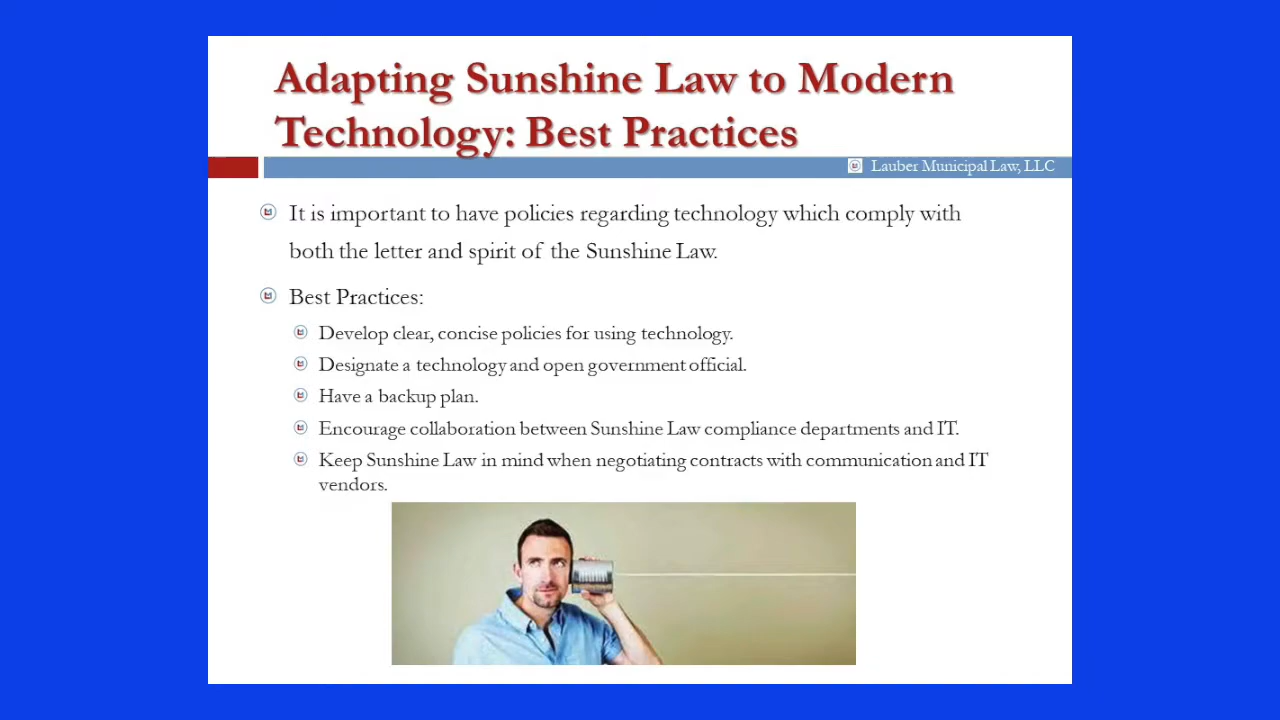 Adapting Sunshine Law to Modern
Technology: Best Practices
Lauber Municipal Law, LLC
It is important to have policies regarding technology which comply with
both the letter and spirit of the Sunshine Law.
Best Practices:
Develop clear, concise policies for using technology.
Designate a technology and open government official.
Have a backup plan.
Encourage collaboration between Sunshine Law compliance departments and IT.
Keep Sunshine Law in mind when negotiating contracts with communication and IT
vendors.